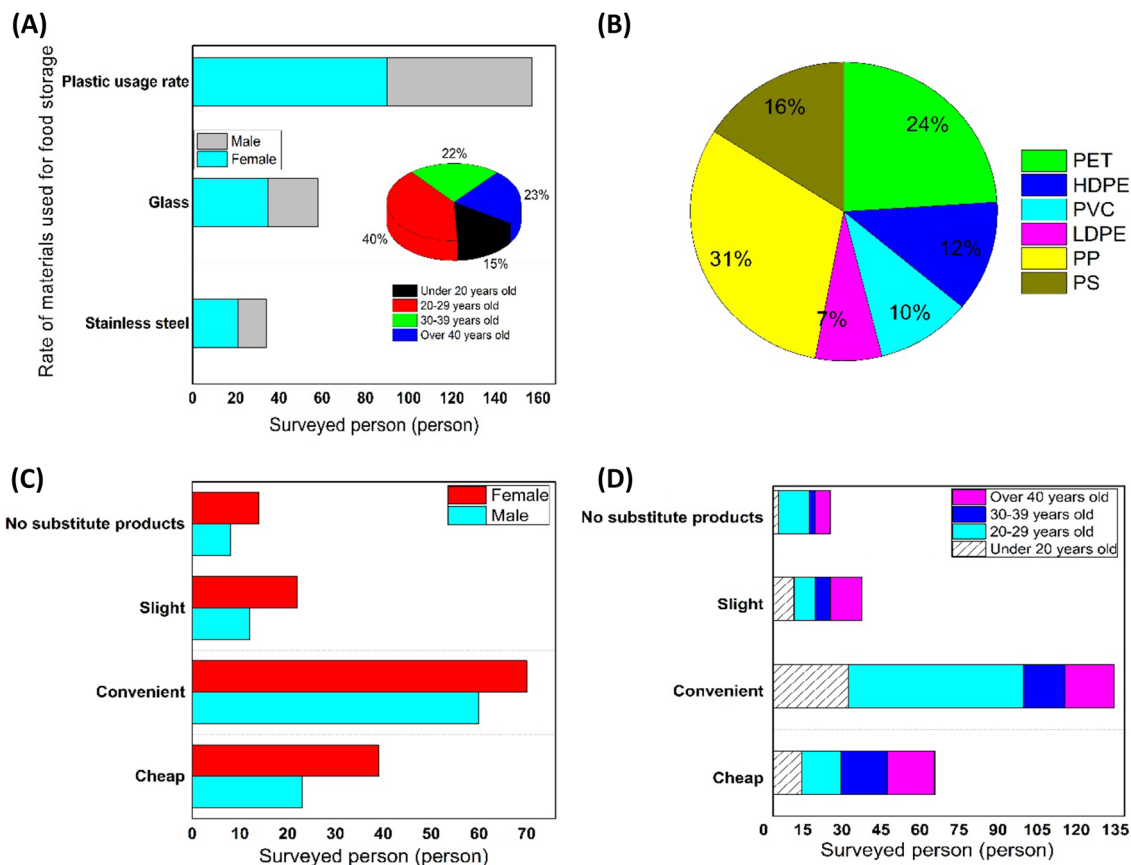 (A)
Rate of materials used for food storage
Plastic usage rate
Glass
Stainless steel
Male
Female
22%
23%
40%
15%
Under 20 years old
20-29 years old
30-39 years old
Over 40 years old
0 20 40 60 80 100 120 140 160
Surveyed person (person)
(B)
16%
24%
31%
12%
10%
7%
PET
HDPE
PVC
LDPE
PP
PS
(C)
Female
Male
No substitute products
Slight
Convenient
Cheap
0 10 20 30 40 50 60 70
Surveyed person (person)
(D)
Over 40 years old
30-39 years old
20-29 years old
Under 20 years old
No substitute products
Slight
Convenient
Cheap
0 15 30 45 60 75 90 105 120 135
Surveyed person (person)